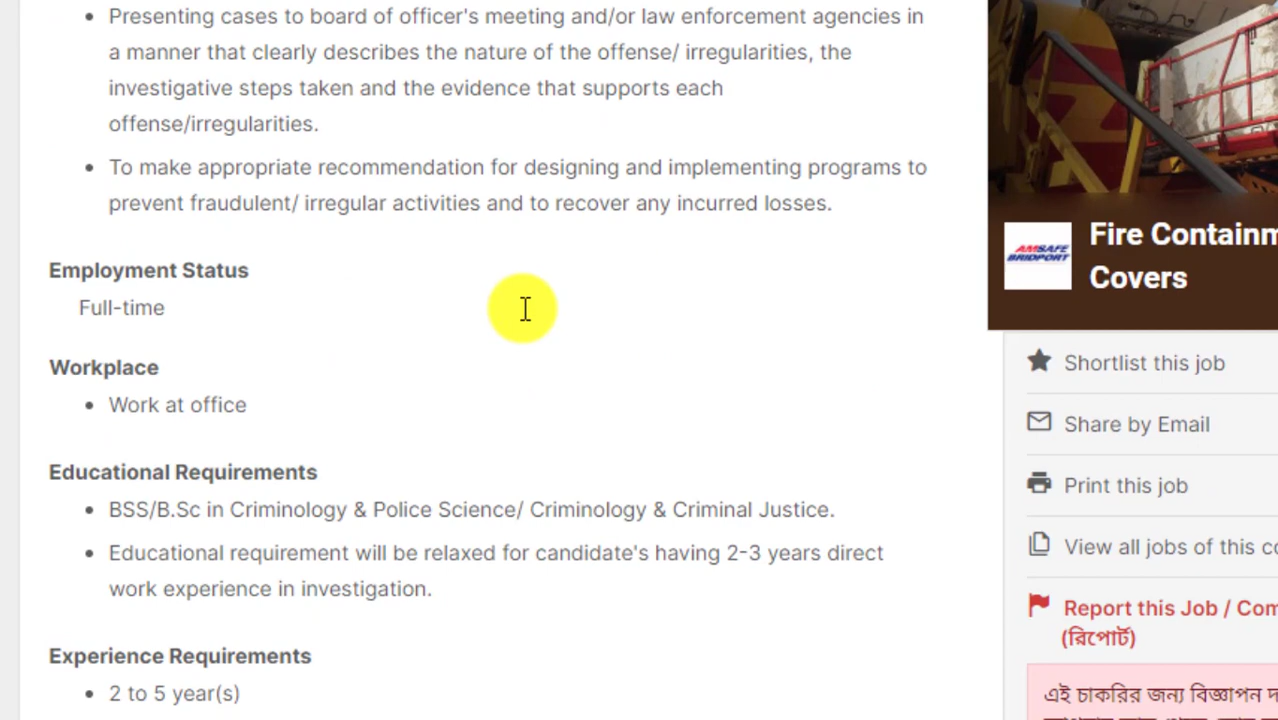 Presenting cases to board of officer's meeting and/or law enforcement agencies in
a manner that clearly describes the nature of the offense/ irregularities, the
investigative steps taken and the evidence that supports each
offense/irregularities.
To make appropriate recommendation for designing and implementing programs to
prevent fraudulent/ irregular activities and to recover any incurred losses.
Employment Status
Full-time
Workplace
Work at office
Educational Requirements
BSS/B.Sc in Criminology & Police Science/ Criminology & Criminal Justice.
Educational requirement will be relaxed for candidate's having 2-3 years direct
work experience in investigation.
Experience Requirements
2 to 5 year(s)
AMSAFE
BRIDPORT
Fire Containm
Covers
Shortlist this job
Share by Email
Print this job
View all jobs of this co
Report this Job / Com
(রিপোর্ট)
এই চাকরির জন্য বিজ্ঞাপন দ